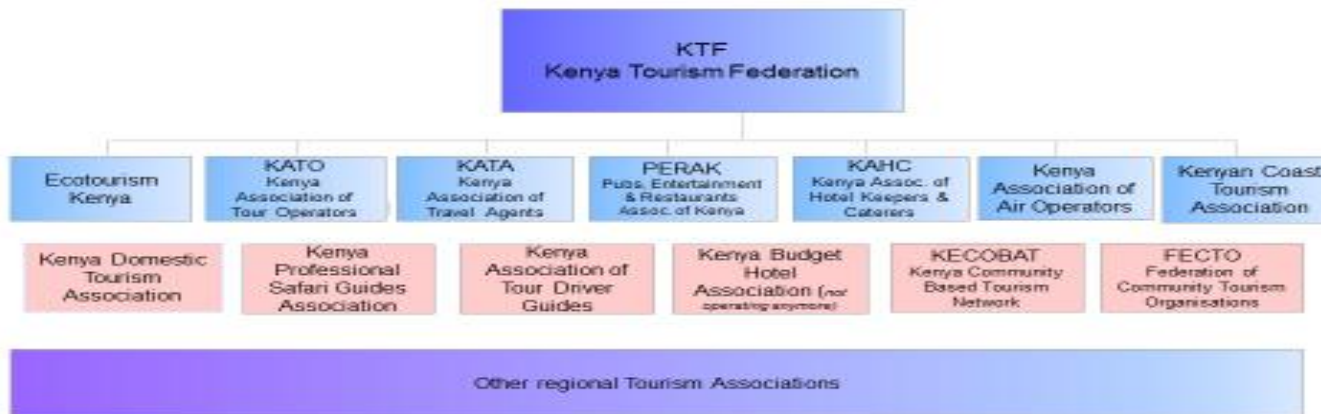 KTF
Kenya Tourism Federation
Ecotourism
Kenya
KATO
Kenya
Association of
Tour Operators
KATA
Kenya
Association of
Travel Agents
PERAK
Pubs, Entertainment
& Restaurants
Assoc. of Kenya
KAHC
Kenya Assoc. of
Hotel Keepers &
Caterers
Kenya
Association of
Air Operators
Kenyan Coast
Tourism
Association
Kenya Domestic
Tourism
Association
Kenya
Professional
Safari Guides
Association
Kenya
Association of
Tour Driver
Guides
Kenya Budget
Hotel
Association (not
operating anymore)
KECOBAT
Kenya Community
Based Tourism
Network
FECTO
Federation of
Community Tourism
Organisations
Other regional Tourism Associations